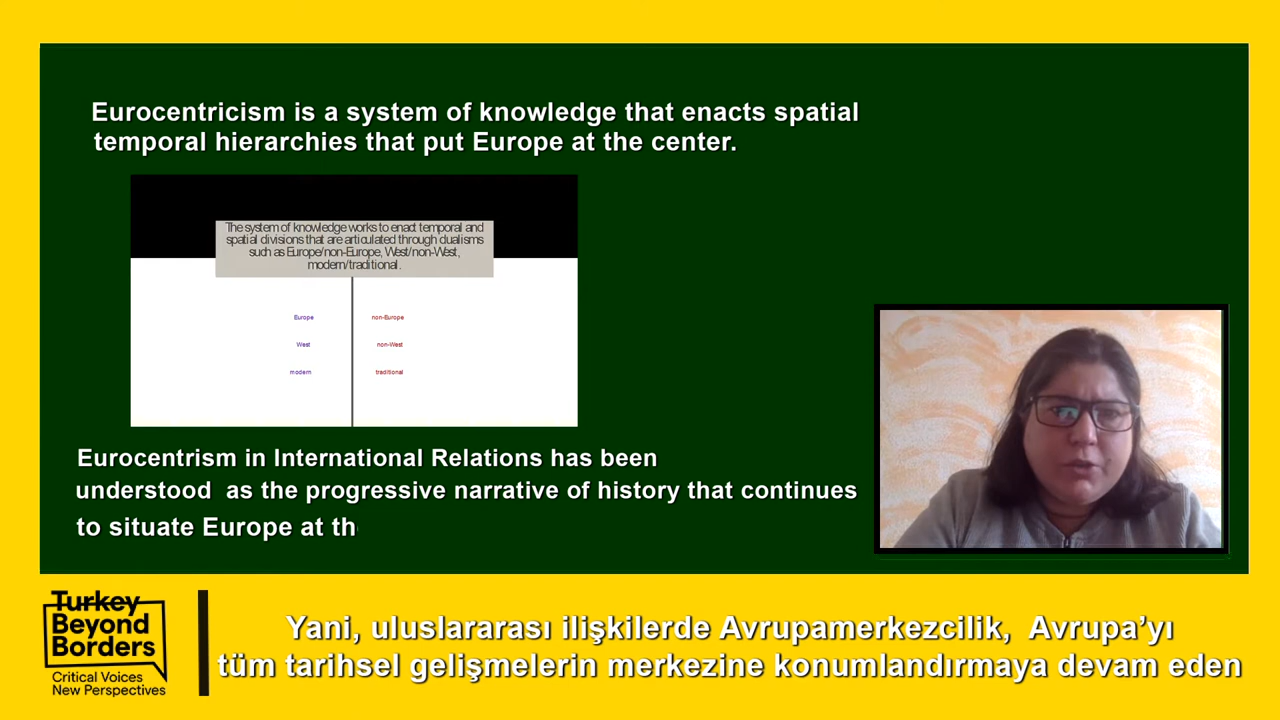 Eurocentricism is a system of knowledge that enacts spatial
temporal hierarchies that put Europe at the center.
The system of knowledge works to enact temporal and
spatial divisions that are articulated through dualisms
such as Europe/non-Europe, West/non-West,
modern/traditional.
Europe non-Europe
West non-West
modern traditional
Eurocentrism in International Relations has been
understood as the progressive narrative of history that continues
to situate Europe at th
Turkey
Beyond
Borders
Critical Voices
New Perspectives
Yani, uluslararası ilişkilerde Avrupamerkezcilik, Avrupa’yı
tüm tarihsel gelişmelerin merkezine konumlandırmaya devam eden